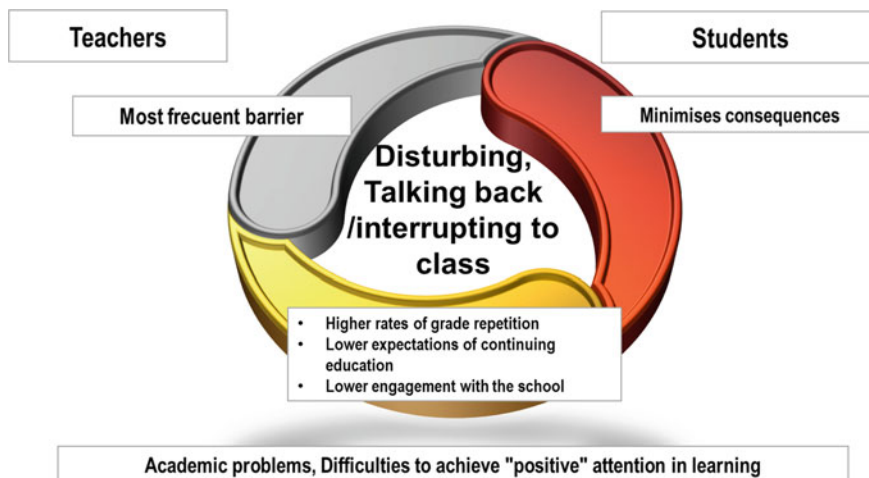 Teachers
Students
Most frecuent barrier
Minimises consequences
Disturbing,
Talking back
/interrupting to
class
• Higher rates of grade repetition
• Lower expectations of continuing
education
• Lower engagement with the school
Academic problems, Difficulties to achieve "positive" attention in learning